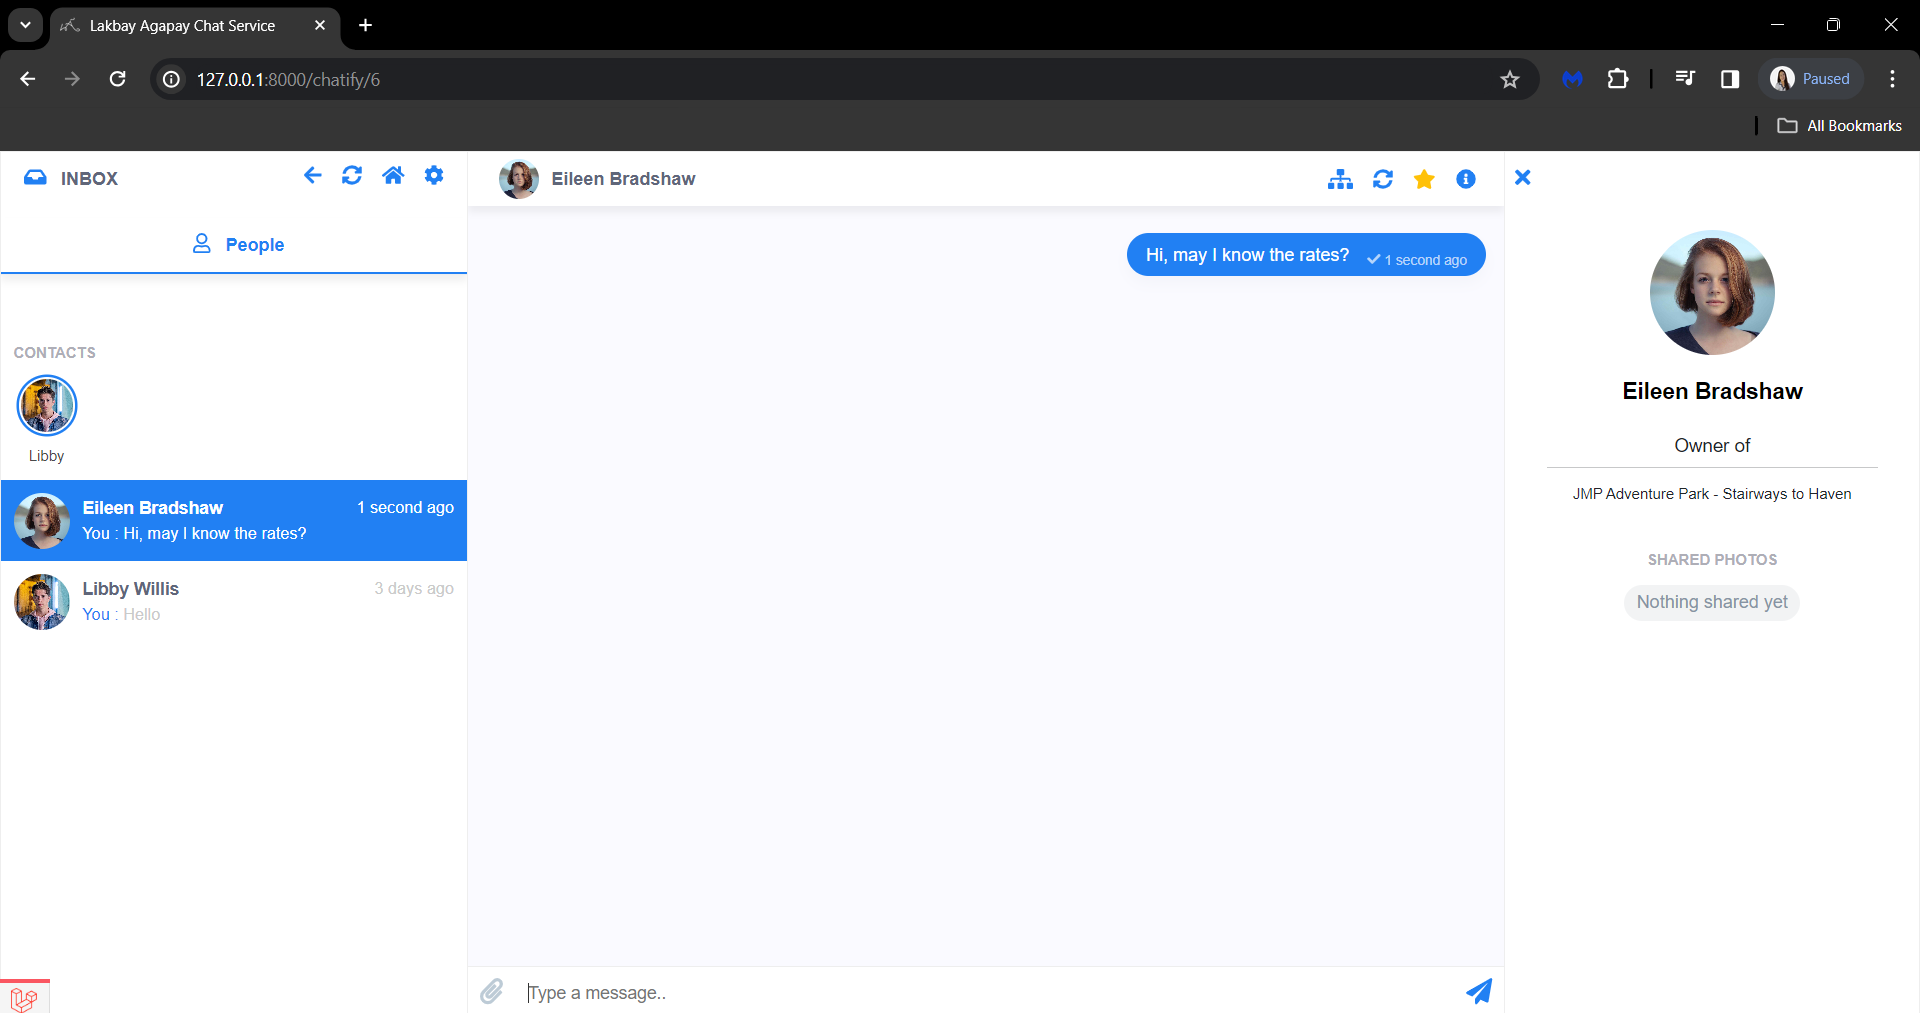 Lakbay Agapay Chat Service
127.0.0.1:8000/chatify/6
Paused
All Bookmarks
INBOX
People
CONTACTS
Libby
Eileen Bradshaw 1 second ago
You : Hi, may I know the rates?
Libby Willis 3 days ago
You : Hello
Eileen Bradshaw
Hi, may I know the rates? 1 second ago
Type a message..
Eileen Bradshaw
Owner of
JMP Adventure Park - Stairways to Haven
SHARED PHOTOS
Nothing shared yet